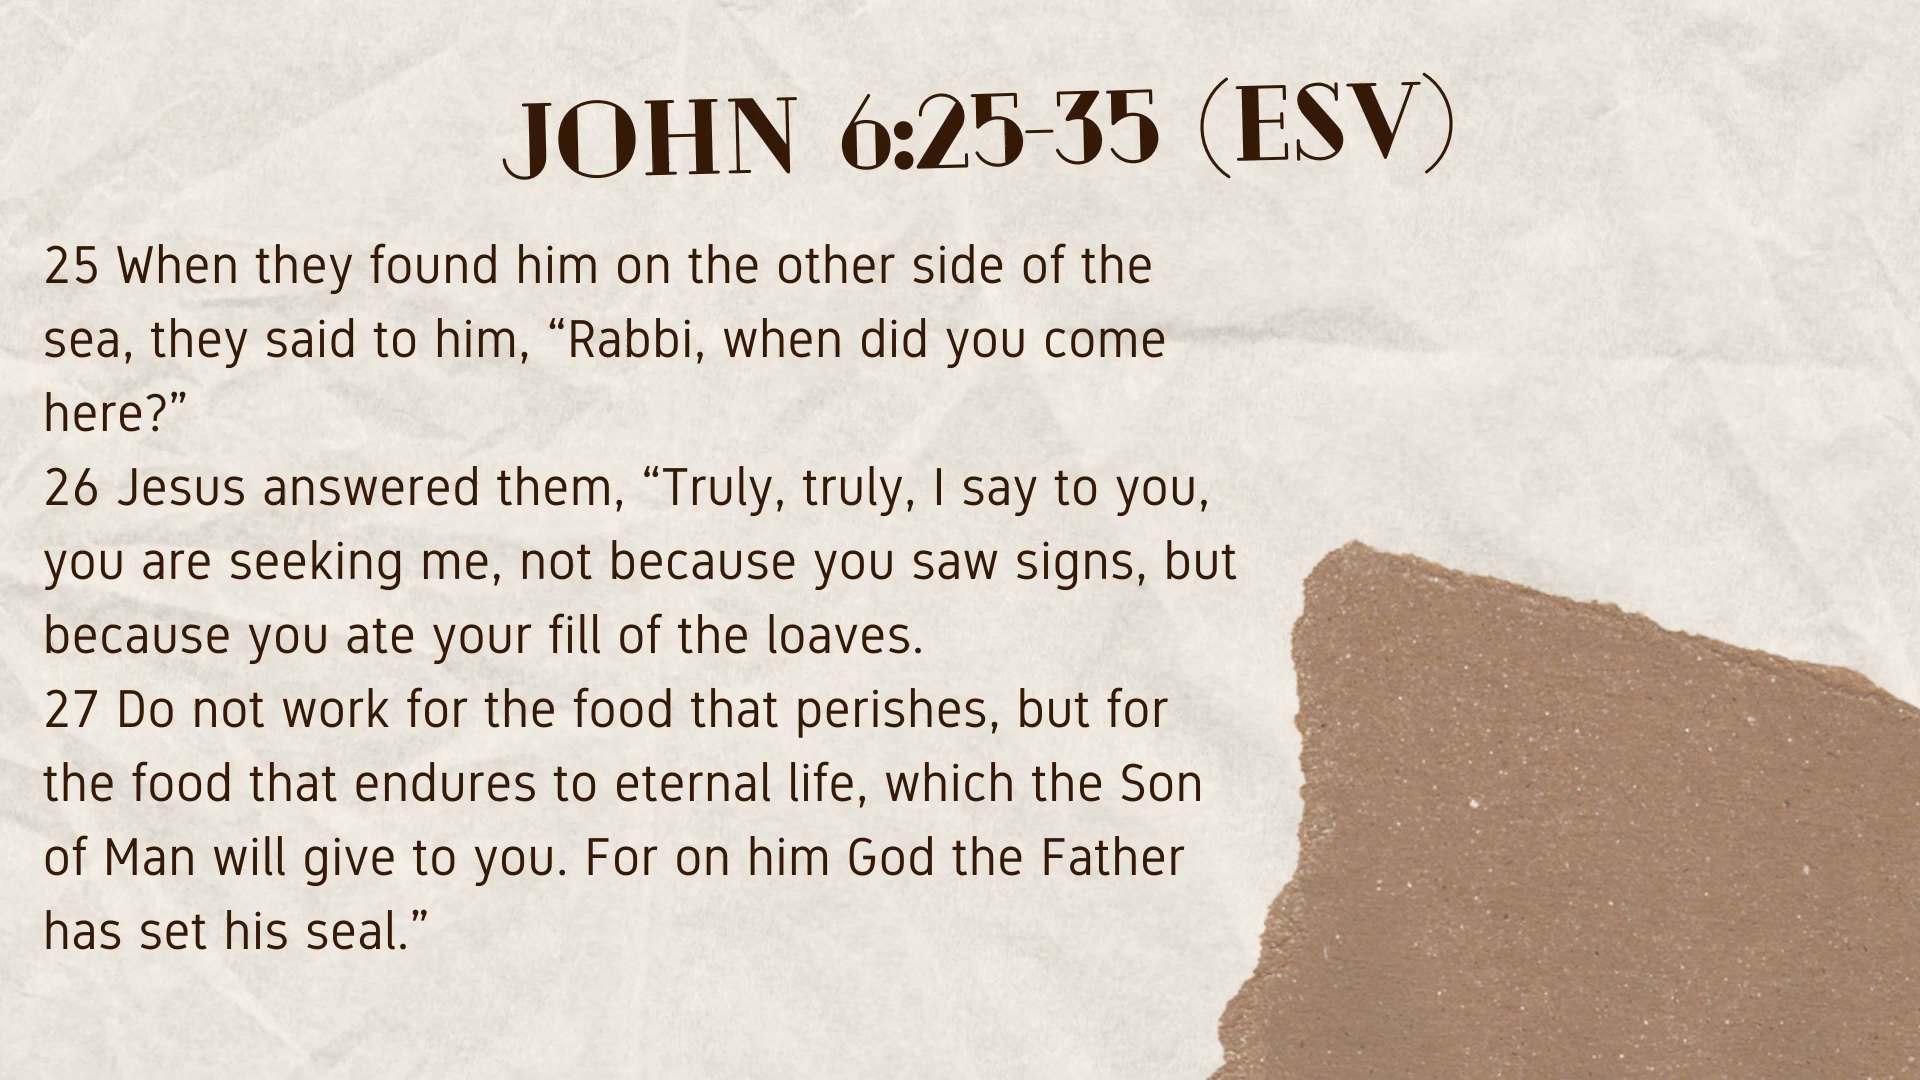 JOHN 6:25-35 (ESV)
25 When they found him on the other side of the
sea, they said to him, “Rabbi, when did you come
here?”
26 Jesus answered them, “Truly, truly, I say to you,
you are seeking me, not because you saw signs, but
because you ate your fill of the loaves.
27 Do not work for the food that perishes, but for
the food that endures to eternal life, which the Son
of Man will give to you. For on him God the Father
has set his seal.”